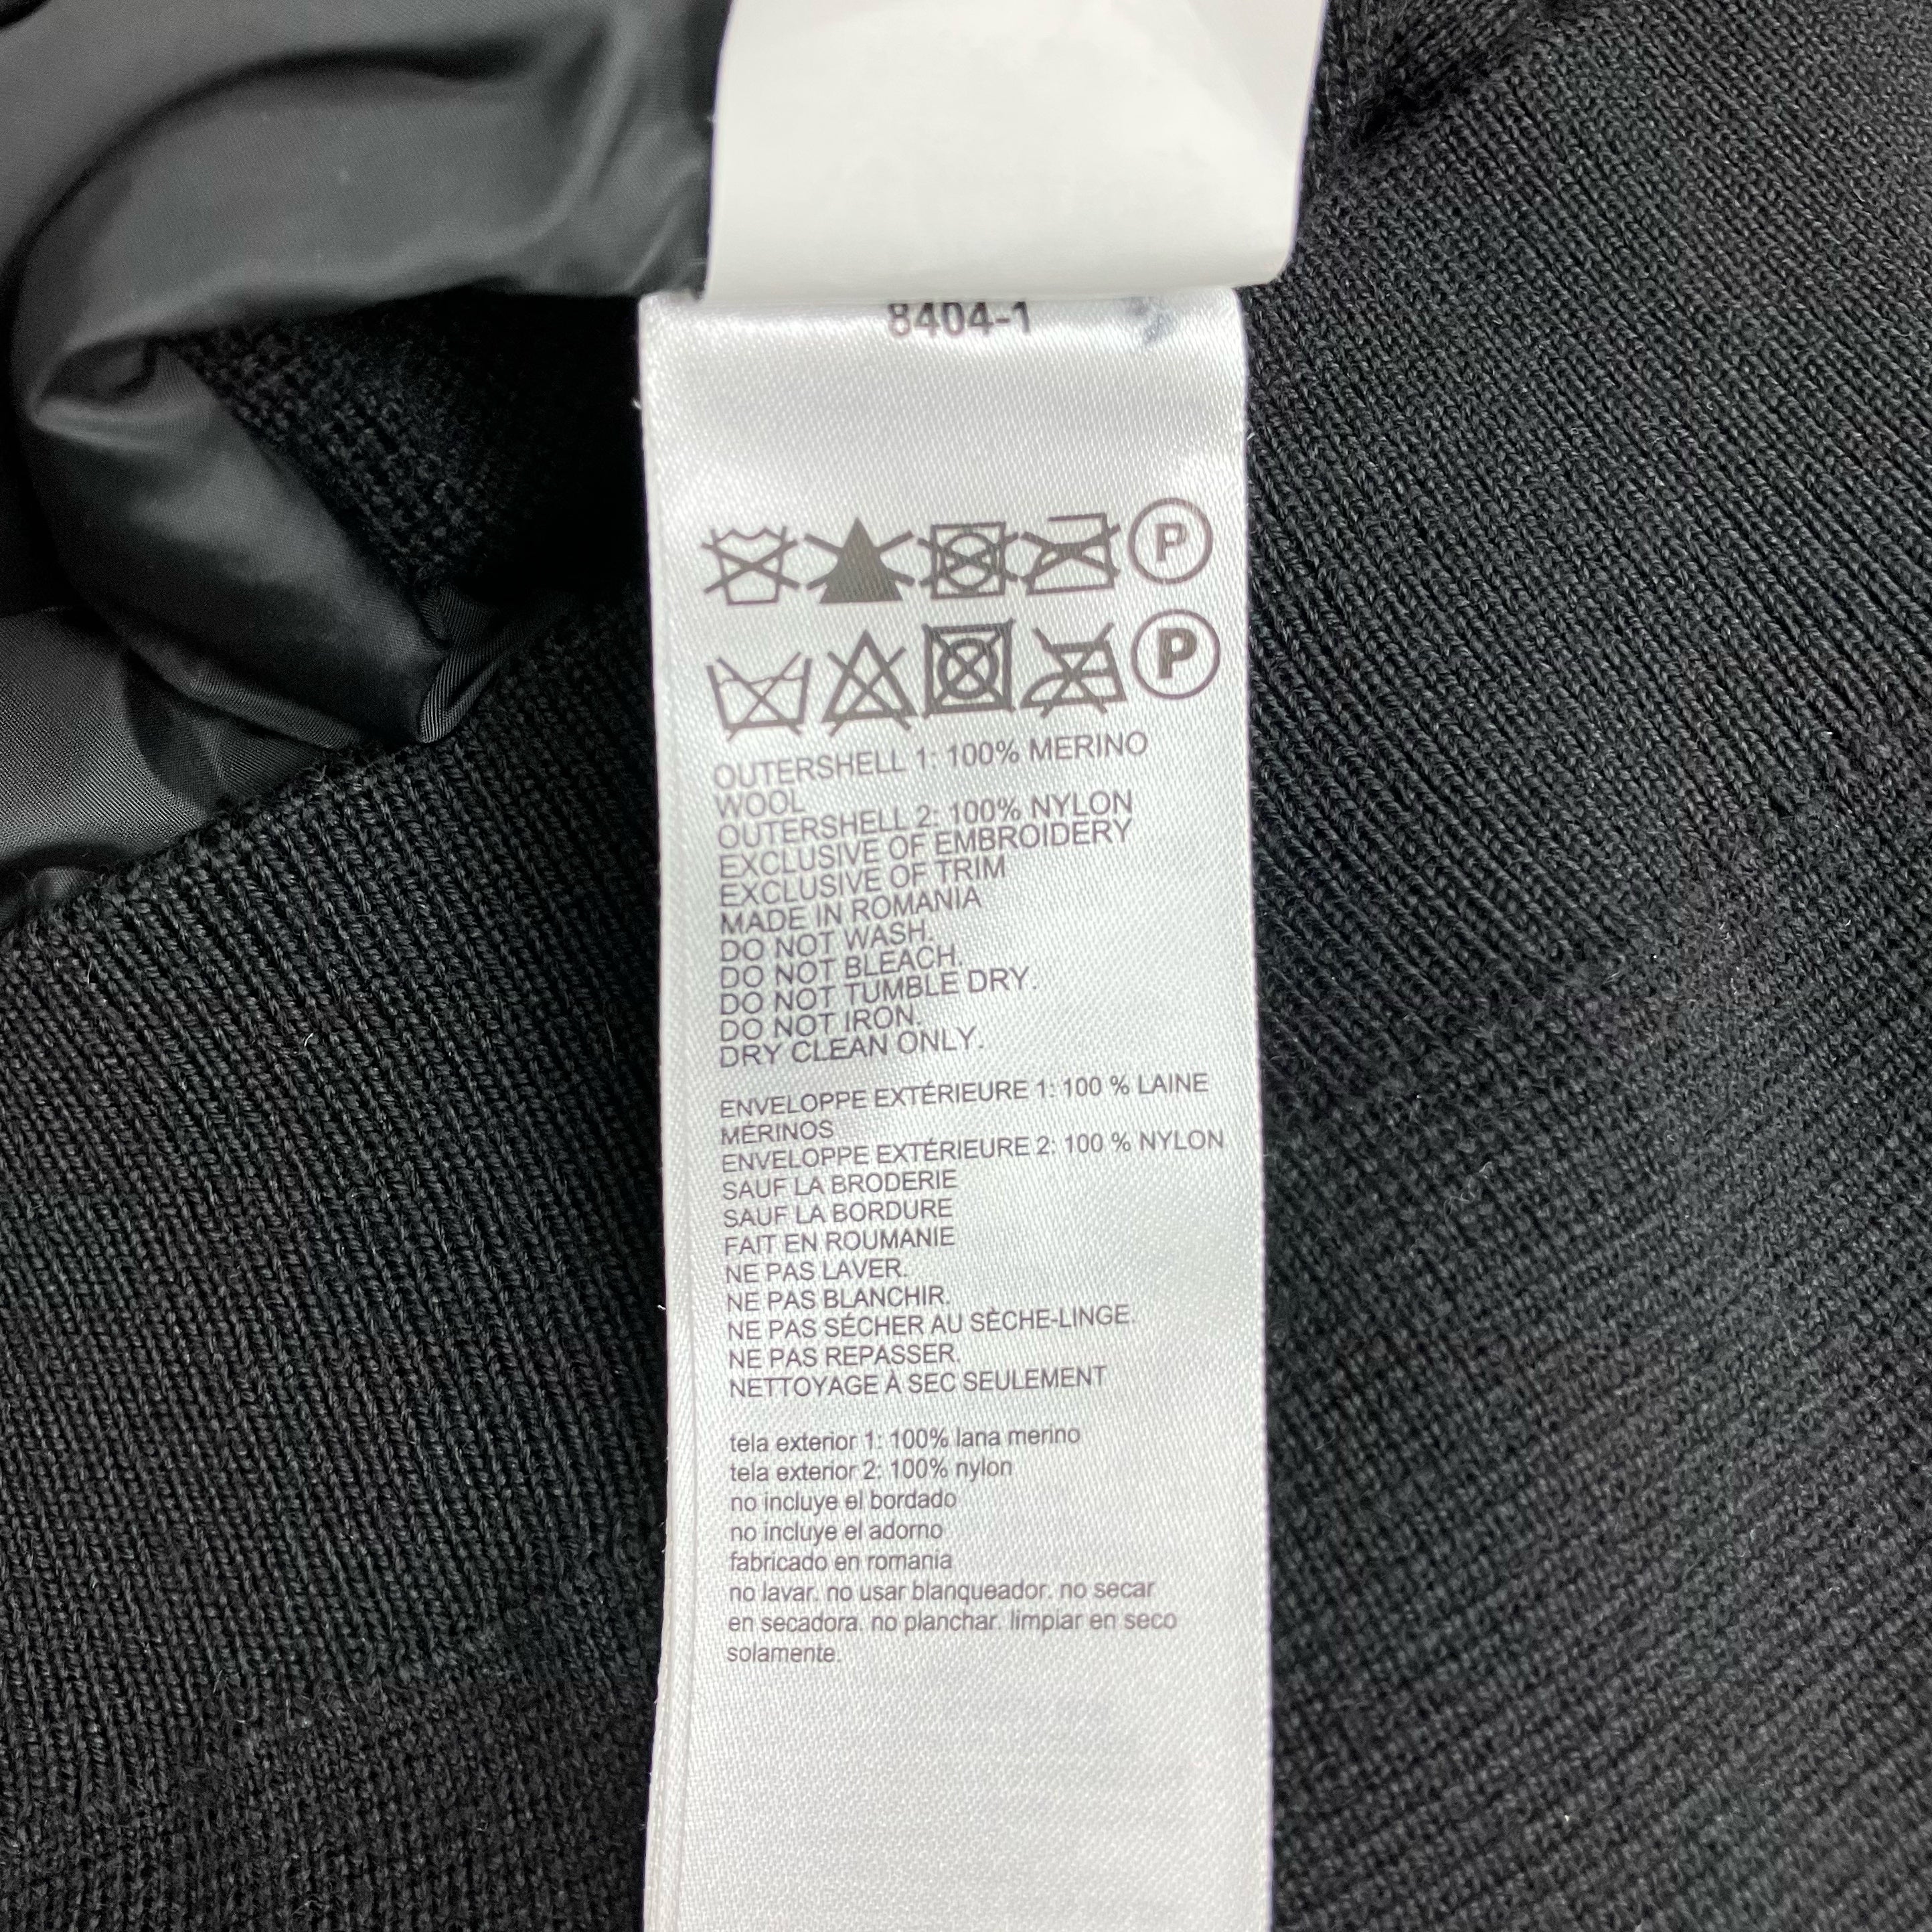 8404-1
P
P
OUTERSHELL 1: 100% MERINO
WOOL
OUTERSHELL 2: 100% NYLON
EXCLUSIVE OF EMBROIDERY
EXCLUSIVE OF TRIM
MADE IN ROMANIA
DO NOT WASH.
DO NOT BLEACH.
DO NOT TUMBLE DRY.
DO NOT IRON.
DRY CLEAN ONLY.
ENVELOPPE EXTÉRIEURE 1: 100 % LAINE
MÉRINOS
ENVELOPPE EXTÉRIEURE 2: 100 % NYLON
SAUF LA BRODERIE
SAUF LA BORDURE
FAIT EN ROUMANIE
NE PAS LAVER.
NE PAS BLANCHIR.
NE PAS SÉCHER AU SÈCHE-LINGE.
NE PAS REPASSER.
NETTOYAGE À SEC SEULEMENT
tela exterior 1: 100% lana merino
tela exterior 2: 100% nylon
no incluye el bordado
no incluye el adorno
fabricado en romania
no lavar. no usar blanqueador. no secar
en secadora. no planchar. limpiar en seco
solamente.